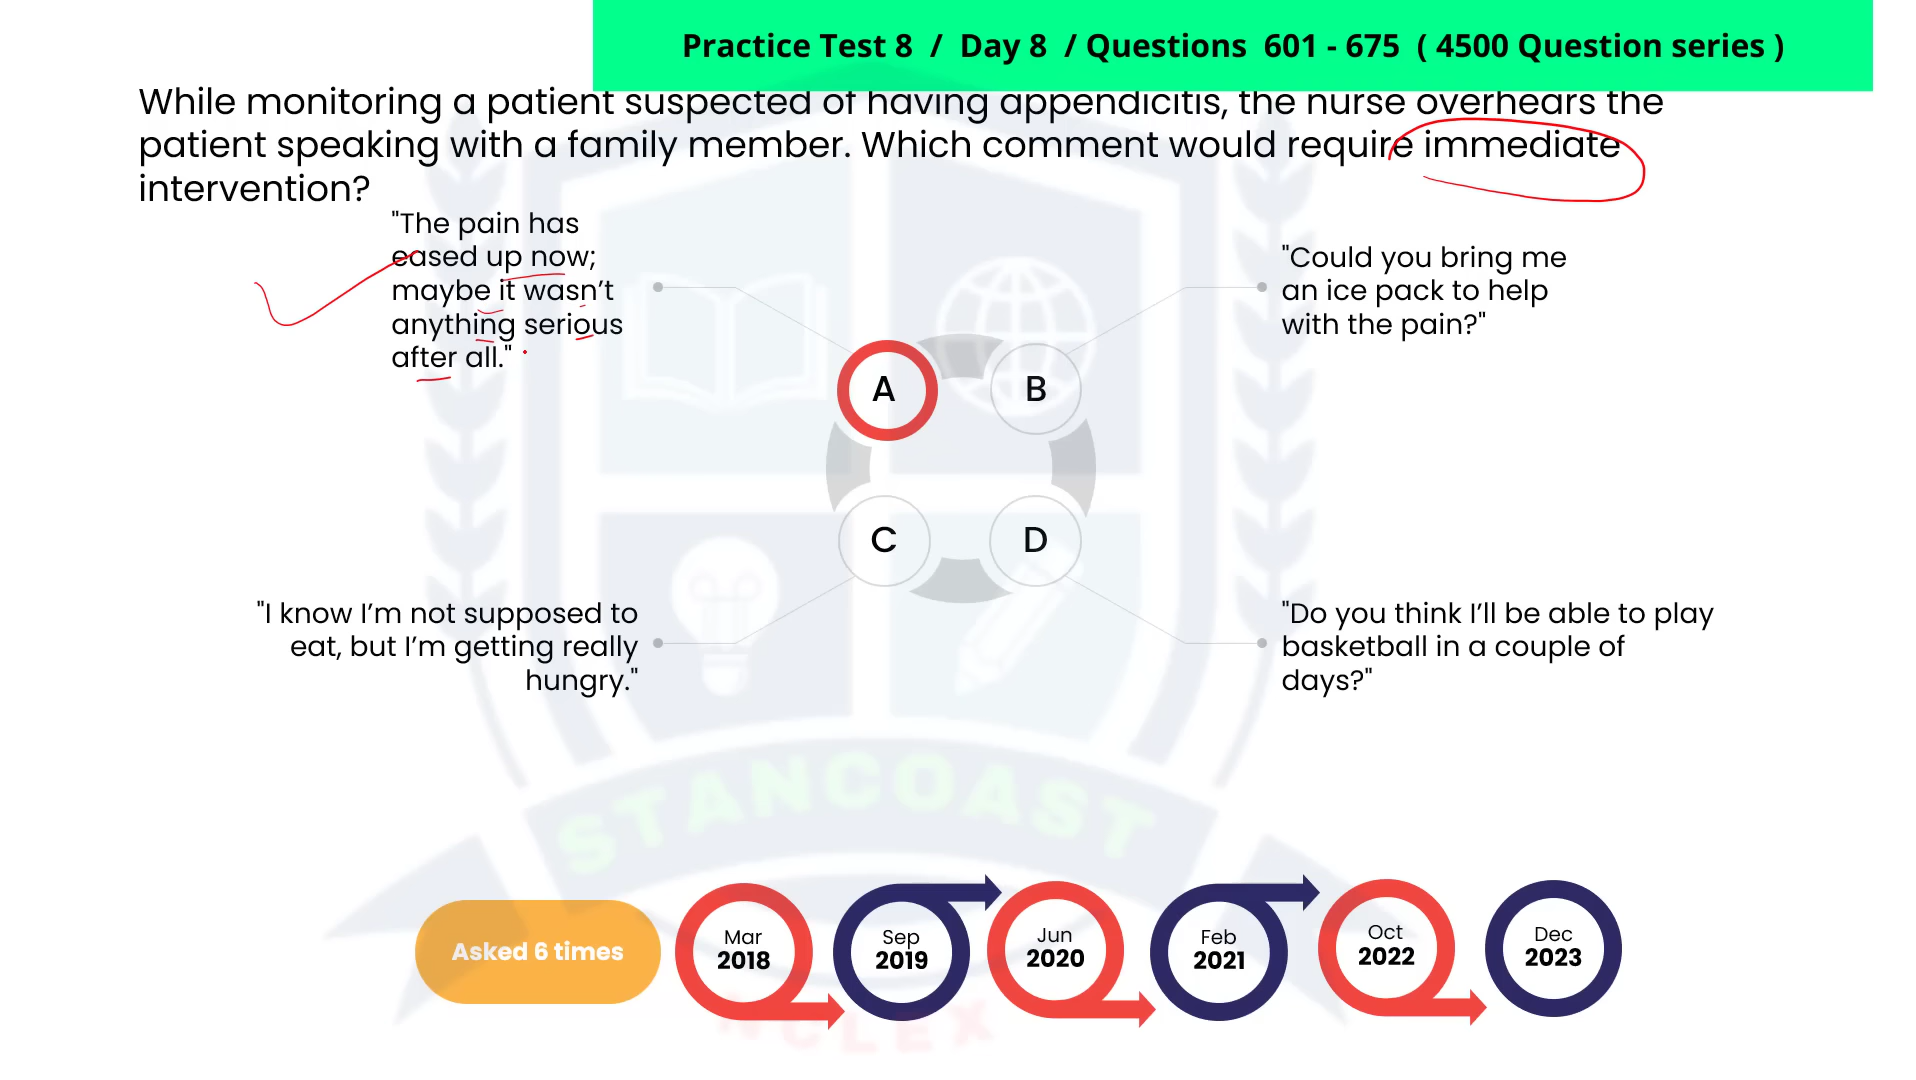 Practice Test 8 / Day 8 / Questions 601 - 675 ( 4500 Question series )
While monitoring a patient suspected of having appendicitis, the nurse overhears the
patient speaking with a family member. Which comment would require immediate
intervention?
"The pain has
eased up now;
maybe it wasn’t
anything serious
after all."
"Could you bring me
an ice pack to help
with the pain?"
A
B
C
D
"I know I’m not supposed to
eat, but I’m getting really
hungry."
"Do you think I’ll be able to play
basketball in a couple of
days?"
STANCOAST
Asked 6 times
Mar
2018
Sep
2019
Jun
2020
Feb
2021
Oct
2022
Dec
2023
NCLEX